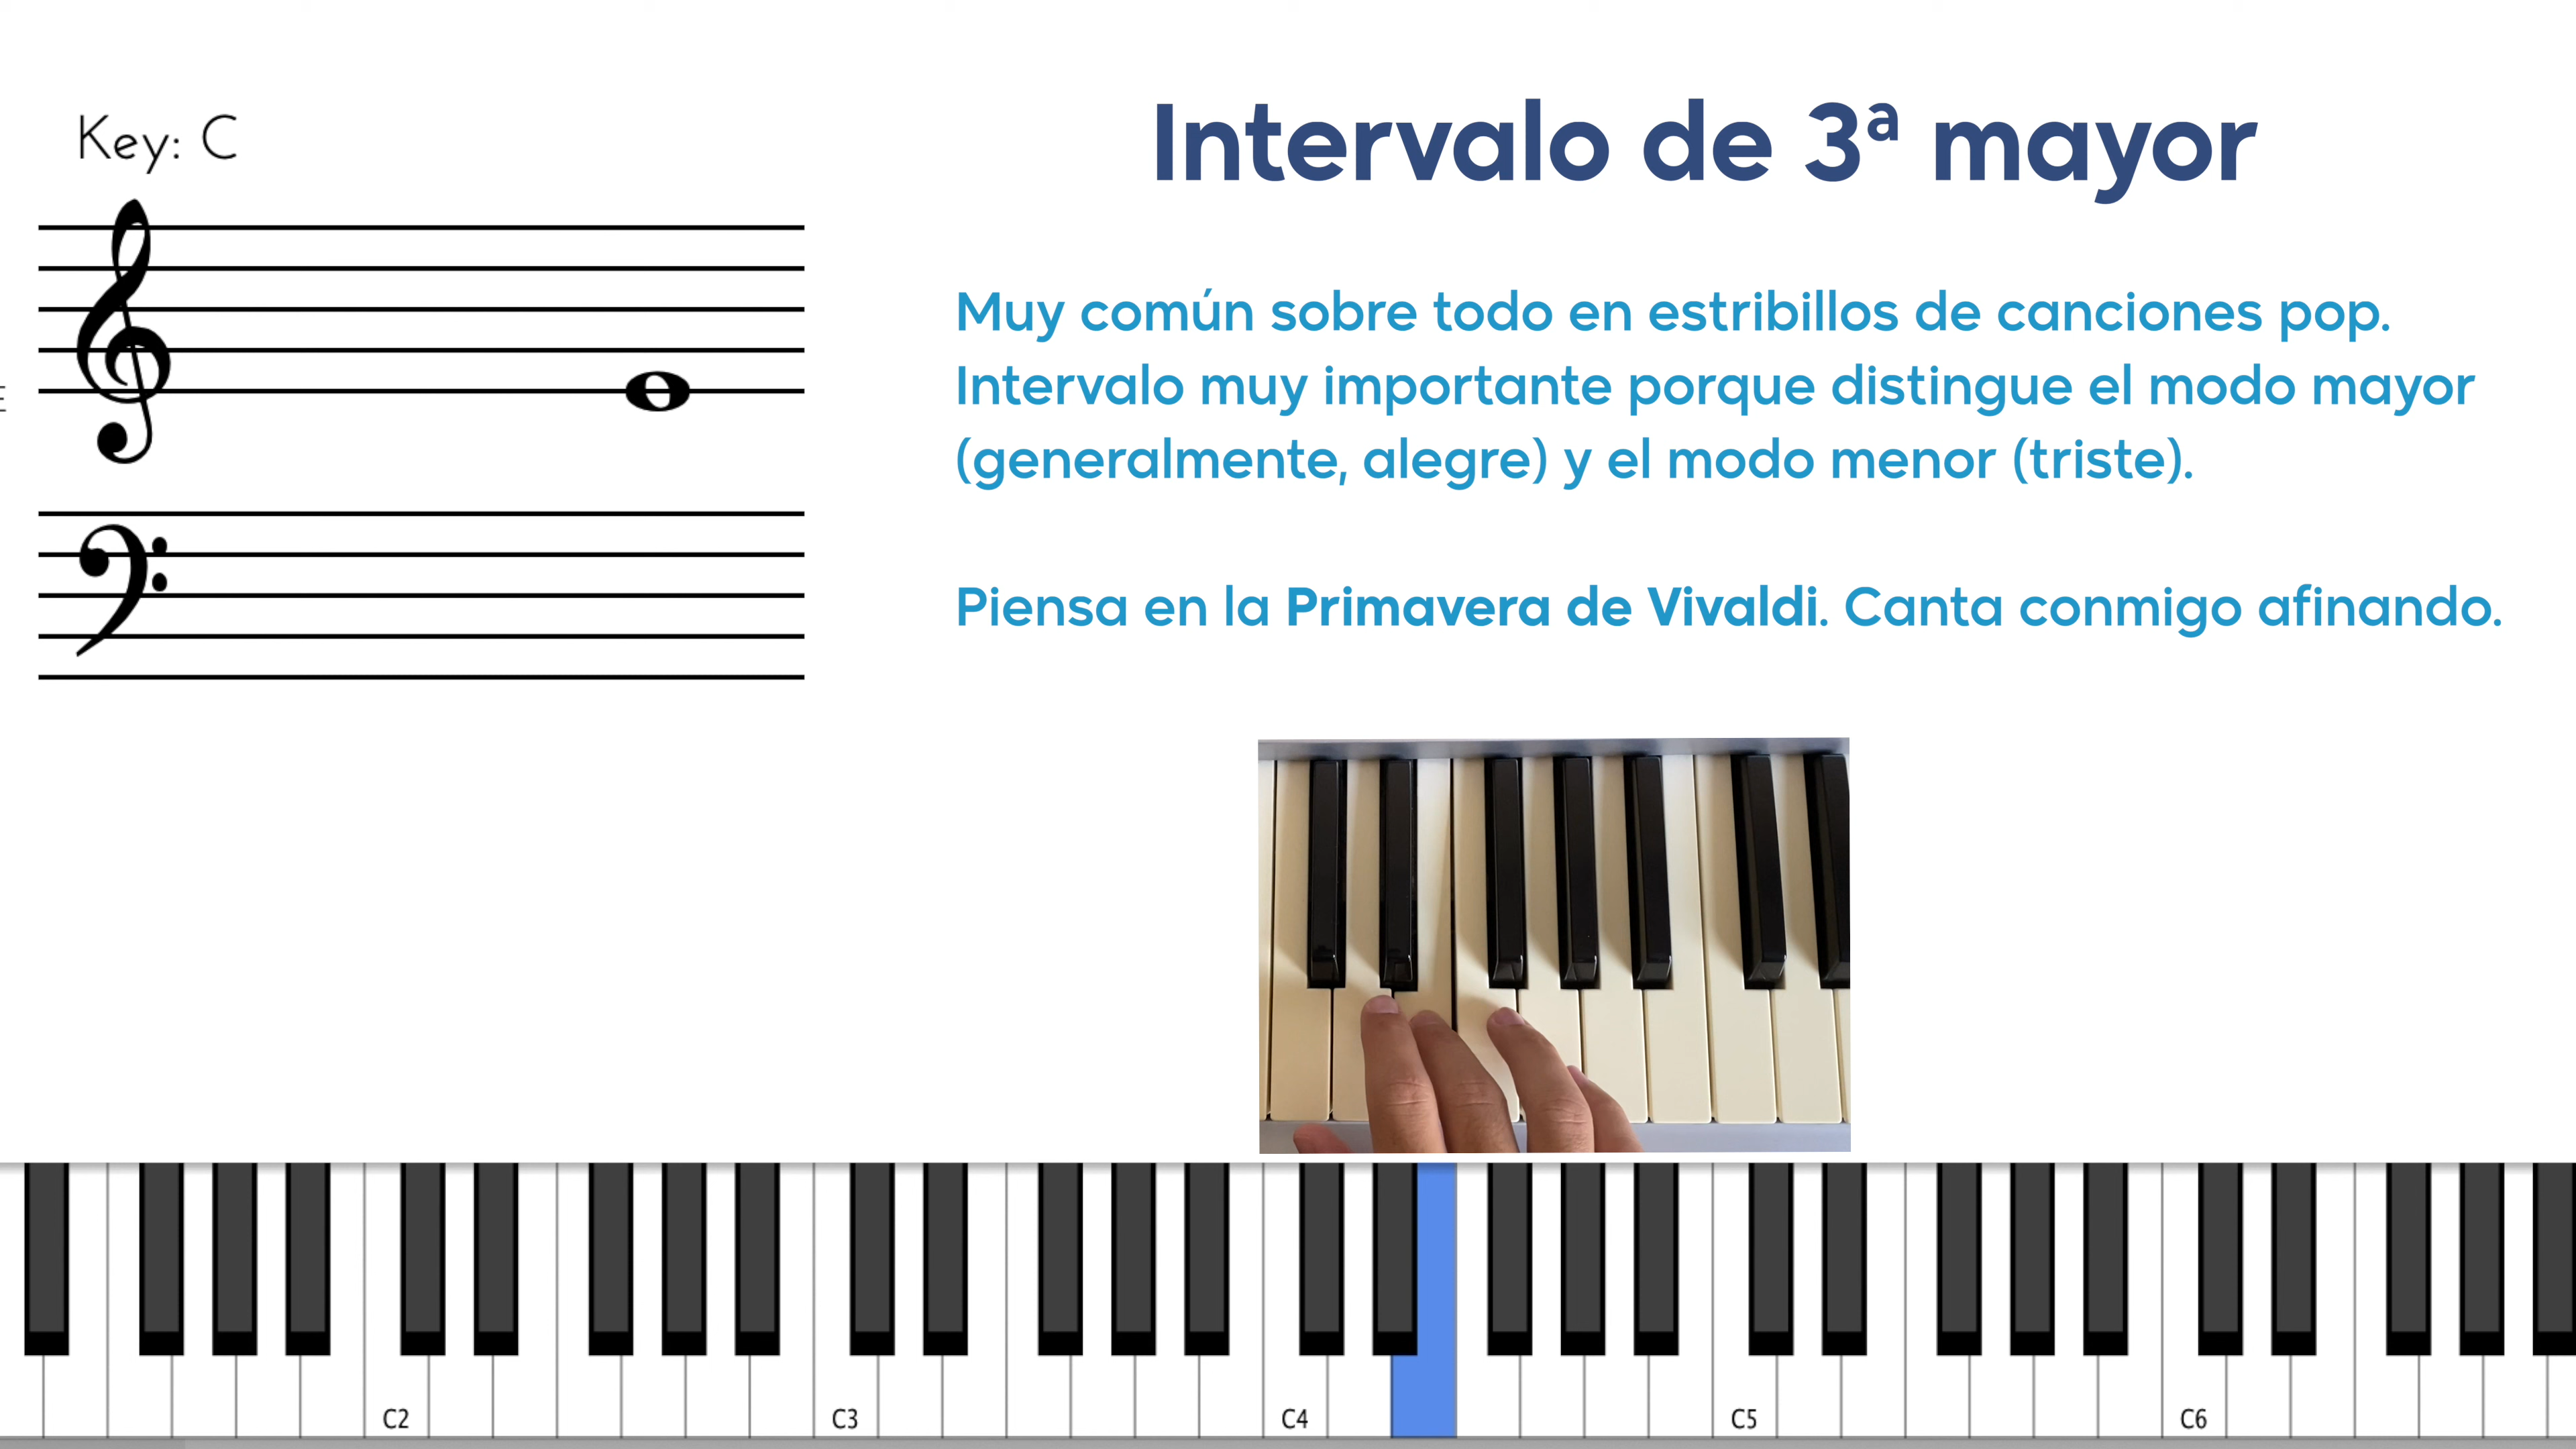 Key: C
Intervalo de 3ª mayor
Muy común sobre todo en estribillos de canciones pop.
Intervalo muy importante porque distingue el modo mayor
(generalmente, alegre) y el modo menor (triste).
Piensa en la Primavera de Vivaldi. Canta conmigo afinando.
E
C2 C3 C4 C5 C6